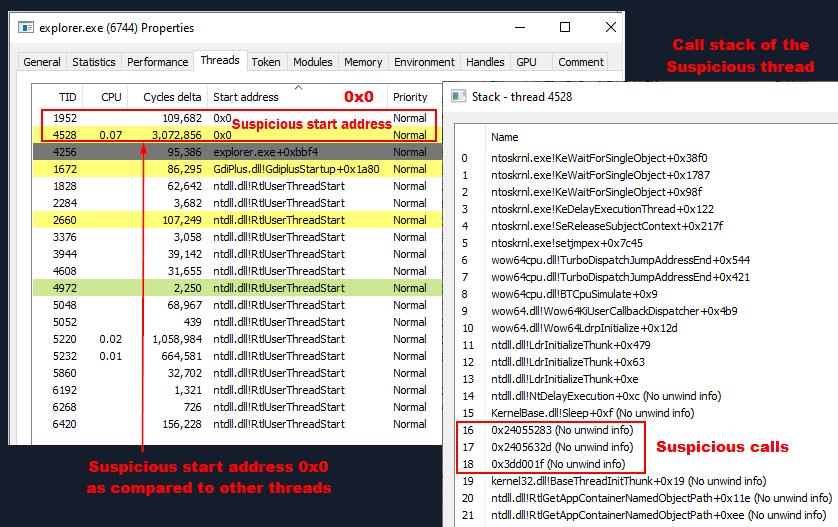 explorer.exe (6744) Properties
General Statistics Performance Threads Token Modules Memory Environment Handles GPU Comment
TID CPU Cycles delta Start address 0x0 Priority
1952 109,682 0x0 Normal
4528 0.07 3,072,856 0x0 Normal
Suspicious start address
4256 95,386 explorer.exe+0xbbf4 Normal
1672 86,295 GdiPlus.dll!GdiplusStartup+0x1a80 Normal
1828 62,642 ntdll.dll!RtlUserThreadStart Normal
2284 3,682 ntdll.dll!RtlUserThreadStart Normal
2660 107,249 ntdll.dll!RtlUserThreadStart Normal
3376 3,058 ntdll.dll!RtlUserThreadStart Normal
3944 39,142 ntdll.dll!RtlUserThreadStart Normal
4608 31,655 ntdll.dll!RtlUserThreadStart Normal
4972 2,250 ntdll.dll!RtlUserThreadStart Normal
5048 68,967 ntdll.dll!RtlUserThreadStart Normal
5052 439 ntdll.dll!RtlUserThreadStart Normal
5220 0.02 1,058,984 ntdll.dll!RtlUserThreadStart Normal
5232 0.01 664,581 ntdll.dll!RtlUserThreadStart Normal
5860 32,702 ntdll.dll!RtlUserThreadStart Normal
6192 1,321 ntdll.dll!RtlUserThreadStart Normal
6268 726 ntdll.dll!RtlUserThreadStart Normal
6420 156,228 ntdll.dll!RtlUserThreadStart Normal
Suspicious start address 0x0
as compared to other threads
Call stack of the
Suspicious thread
Stack - thread 4528
Name
0 ntoskrnl.exe!KeWaitForSingleObject+0x38f0
1 ntoskrnl.exe!KeWaitForSingleObject+0x1787
2 ntoskrnl.exe!KeWaitForSingleObject+0x98f
3 ntoskrnl.exe!KeDelayExecutionThread+0x122
4 ntoskrnl.exe!SeReleaseSubjectContext+0x217f
5 ntoskrnl.exe!setjmpex+0x7c45
6 wow64cpu.dll!TurboDispatchJumpAddressEnd+0x544
7 wow64cpu.dll!TurboDispatchJumpAddressEnd+0x421
8 wow64cpu.dll!BTCpuSimulate+0x9
9 wow64.dll!Wow64KiUserCallbackDispatcher+0x4b9
10 wow64.dll!Wow64LdrpInitialize+0x12d
11 ntdll.dll!LdrInitializeThunk+0x479
12 ntdll.dll!LdrInitializeThunk+0x63
13 ntdll.dll!LdrInitializeThunk+0xe
14 ntdll.dll!NtDelayExecution+0xc (No unwind info)
15 KernelBase.dll!Sleep+0xf (No unwind info)
16 0x24055283 (No unwind info)
17 0x2405632d (No unwind info)
18 0x3dd001f (No unwind info)
Suspicious calls
19 kernel32.dll!BaseThreadInitThunk+0x19 (No unwind info)
20 ntdll.dll!RtlGetAppContainerNamedObjectPath+0x11e (No unwind info)
21 ntdll.dll!RtlGetAppContainerNamedObjectPath+0xee (No unwind info)